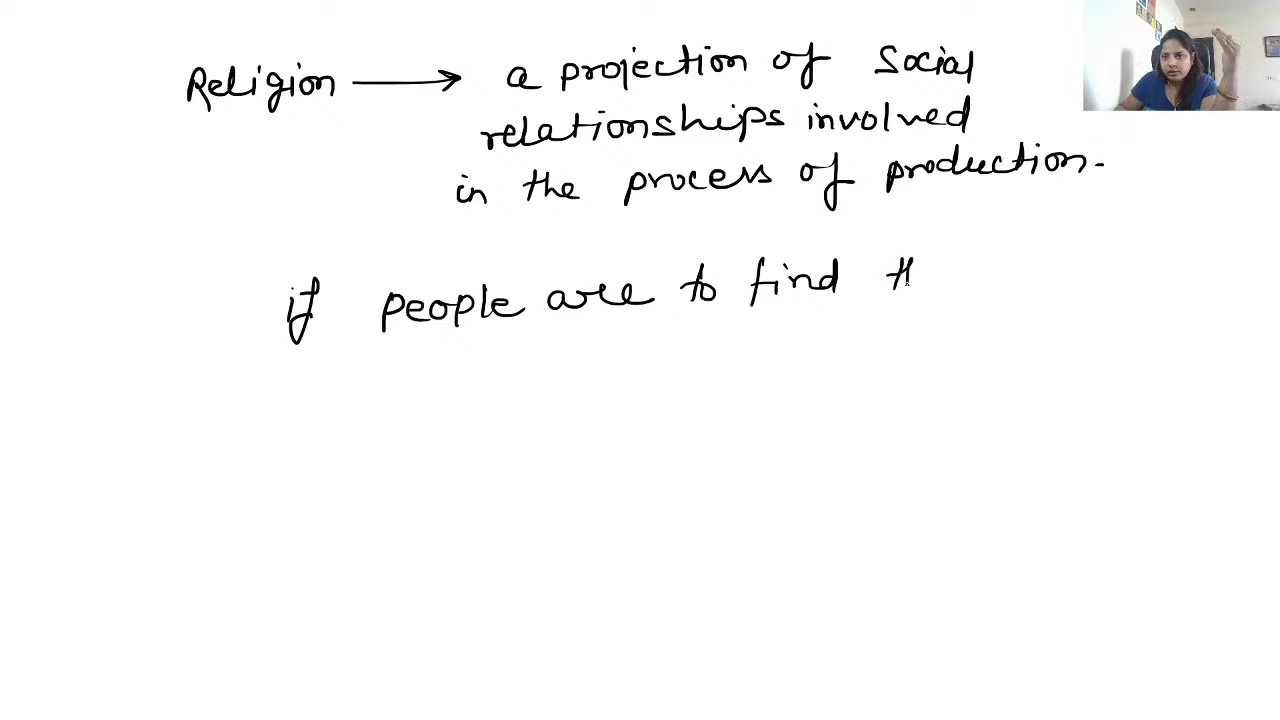 Religion → a projection of social
relationships involved
in the process of production.
if people are to find